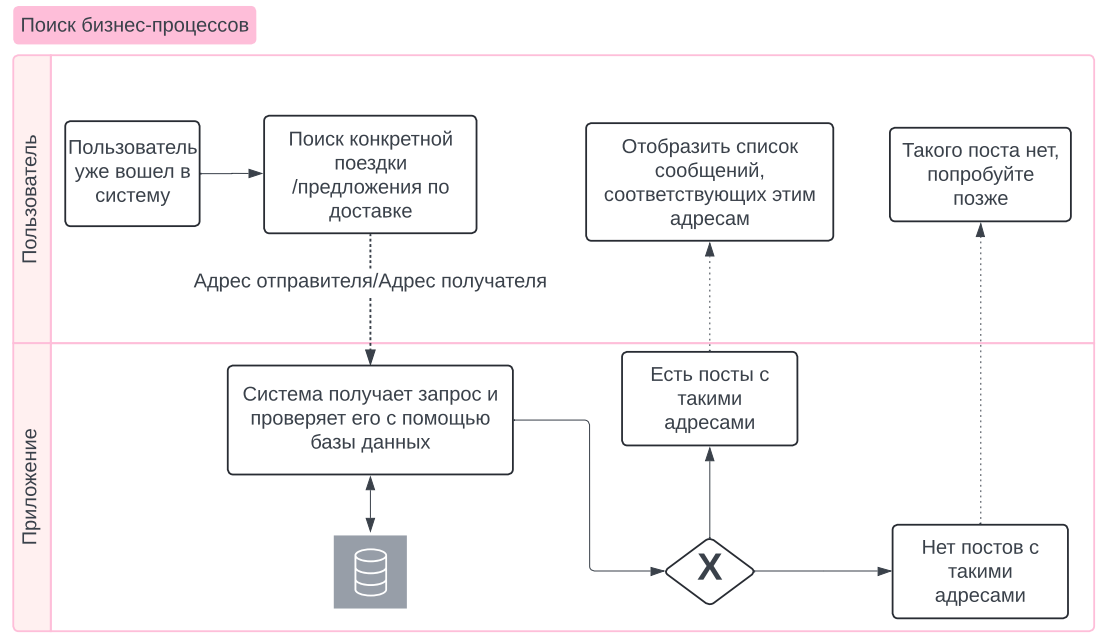 Поиск бизнес-процессов
Пользователь
Пользователь
уже вошел в
систему
Поиск конкретной
поездки
/предложения по
доставке
Отобразить список
сообщений,
соответствующих этим
адресам
Такого поста нет,
попробуйте
позже
Адрес отправителя/Адрес получателя
Приложение
Система получает запрос и
проверяет его с помощью
базы данных
Есть посты с
такими
адресами
X
Нет постов с
такими
адресами